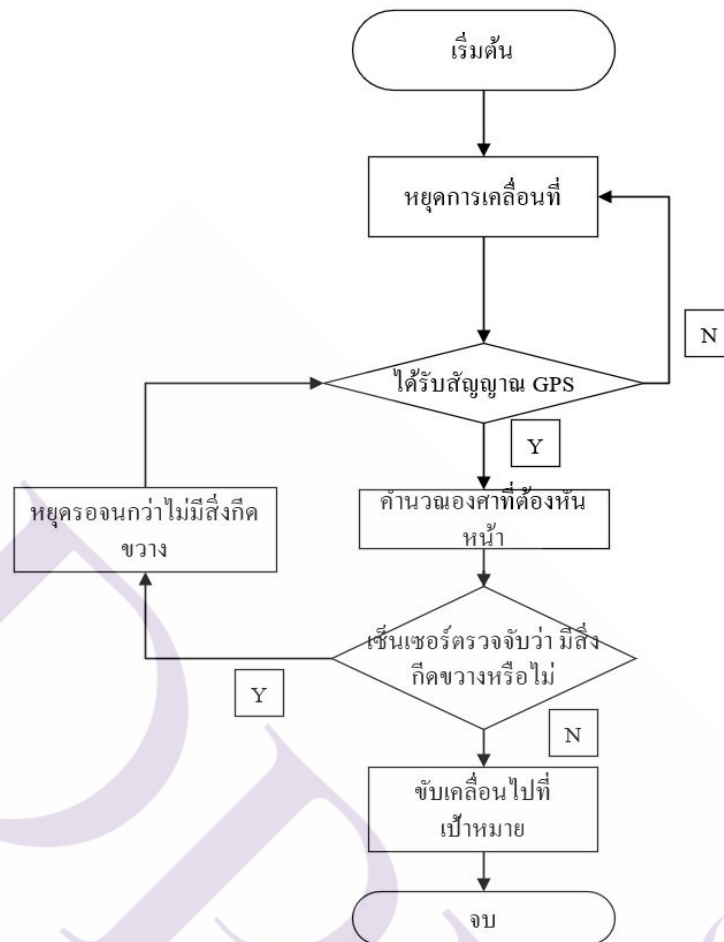 เริ่มต้น
หยุดการเคลื่อนที่
N
ได้รับสัญญาณ GPS
Y
หยุดรอจนกว่าไม่มีสิ่งกีด
ขวาง
คำนวณองศาที่ต้องหัน
หน้า
เซ็นเซอร์ตรวจจับว่า มีสิ่ง
กีดขวางหรือไม่
Y
N
ขับเคลื่อนไปที่
เป้าหมาย
จบ